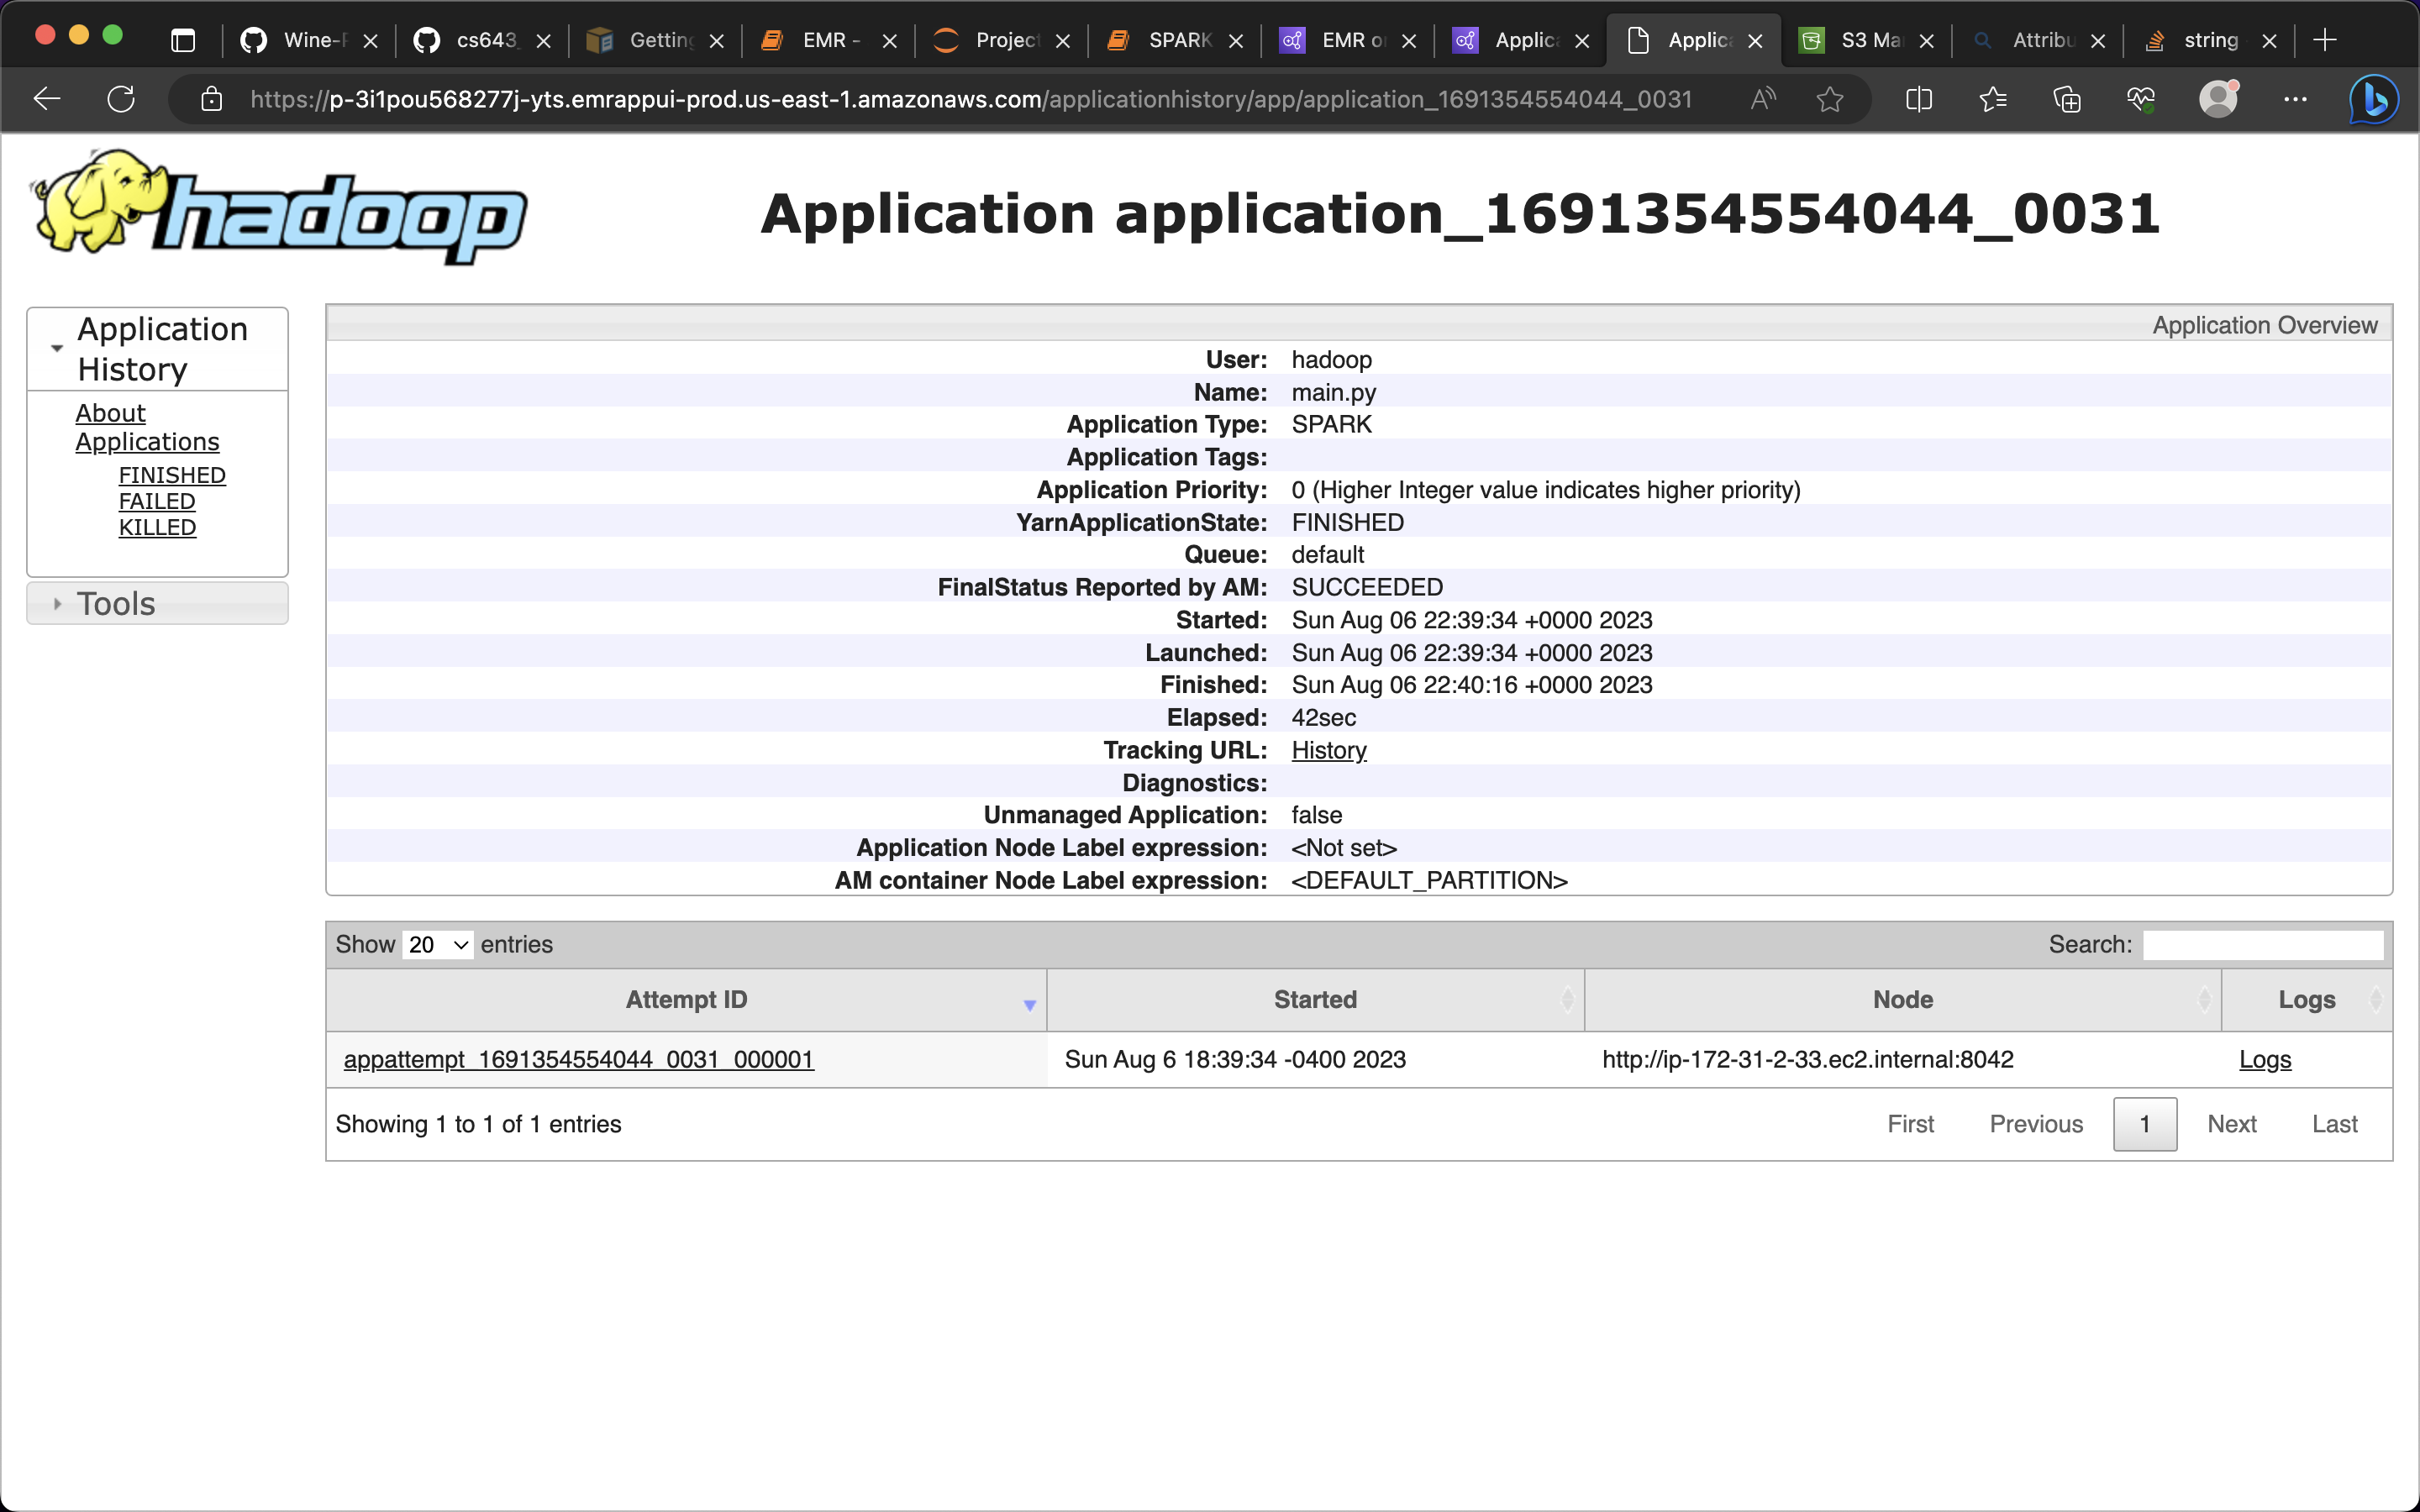 Wine-F
cs643_
Getting
EMR -
Project
SPARK
EMR o
Applica
Applica
S3 Ma
Attribu
string
https://p-3i1pou568277j-yts.emrappui-prod.us-east-1.amazonaws.com/applicationhistory/app/application_1691354554044_0031
hadoop
Application application_1691354554044_0031
Application History
About
Applications
FINISHED
FAILED
KILLED
Tools
Application Overview
User: hadoop
Name: main.py
Application Type: SPARK
Application Tags:
Application Priority: 0 (Higher Integer value indicates higher priority)
YarnApplicationState: FINISHED
Queue: default
FinalStatus Reported by AM: SUCCEEDED
Started: Sun Aug 06 22:39:34 +0000 2023
Launched: Sun Aug 06 22:39:34 +0000 2023
Finished: Sun Aug 06 22:40:16 +0000 2023
Elapsed: 42sec
Tracking URL: History
Diagnostics:
Unmanaged Application: false
Application Node Label expression: <Not set>
AM container Node Label expression: <DEFAULT_PARTITION>
Show 20 entries
Search:
Attempt ID Started Node Logs
appattempt_1691354554044_0031_000001 Sun Aug 6 18:39:34 -0400 2023 http://ip-172-31-2-33.ec2.internal:8042 Logs
Showing 1 to 1 of 1 entries
First Previous 1 Next Last